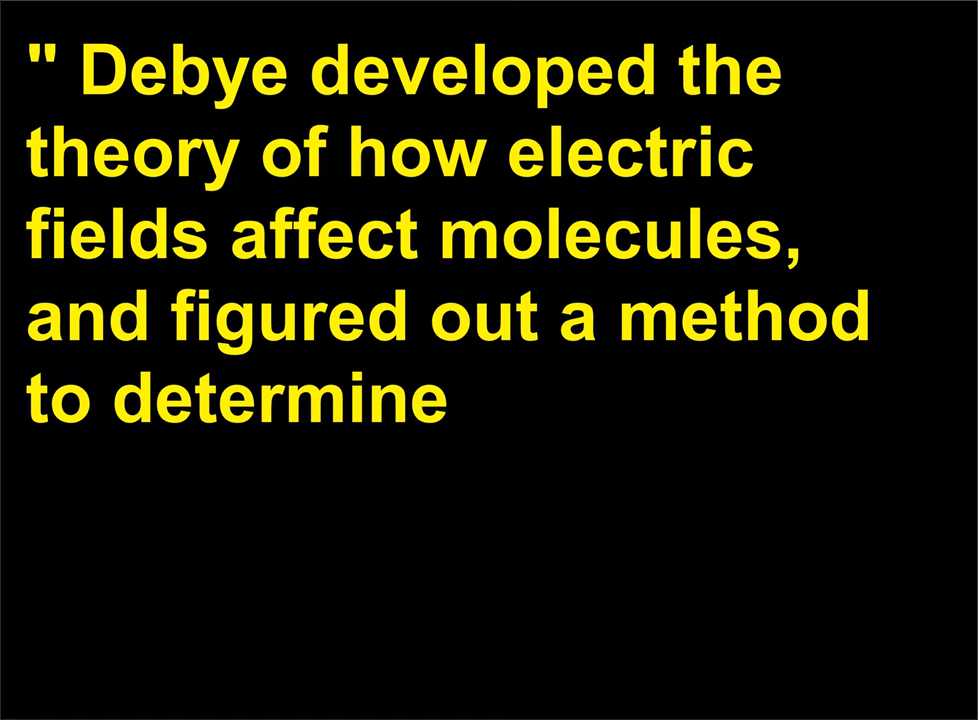 " Debye developed the
theory of how electric
fields affect molecules,
and figured out a method
to determine